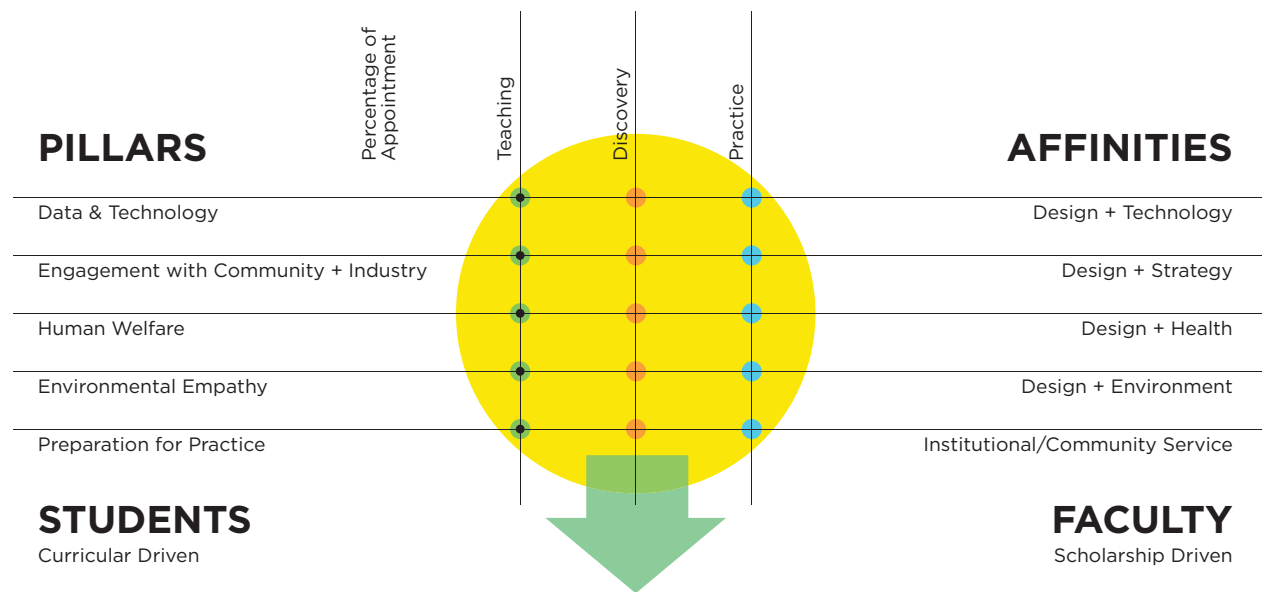 Percentage of
Appointment
Teaching
Discovery
Practice
PILLARS
AFFINITIES
Data & Technology
Design + Technology
Engagement with Community + Industry
Design + Strategy
Human Welfare
Design + Health
Environmental Empathy
Design + Environment
Preparation for Practice
Institutional/Community Service
STUDENTS
FACULTY
Curricular Driven
Scholarship Driven